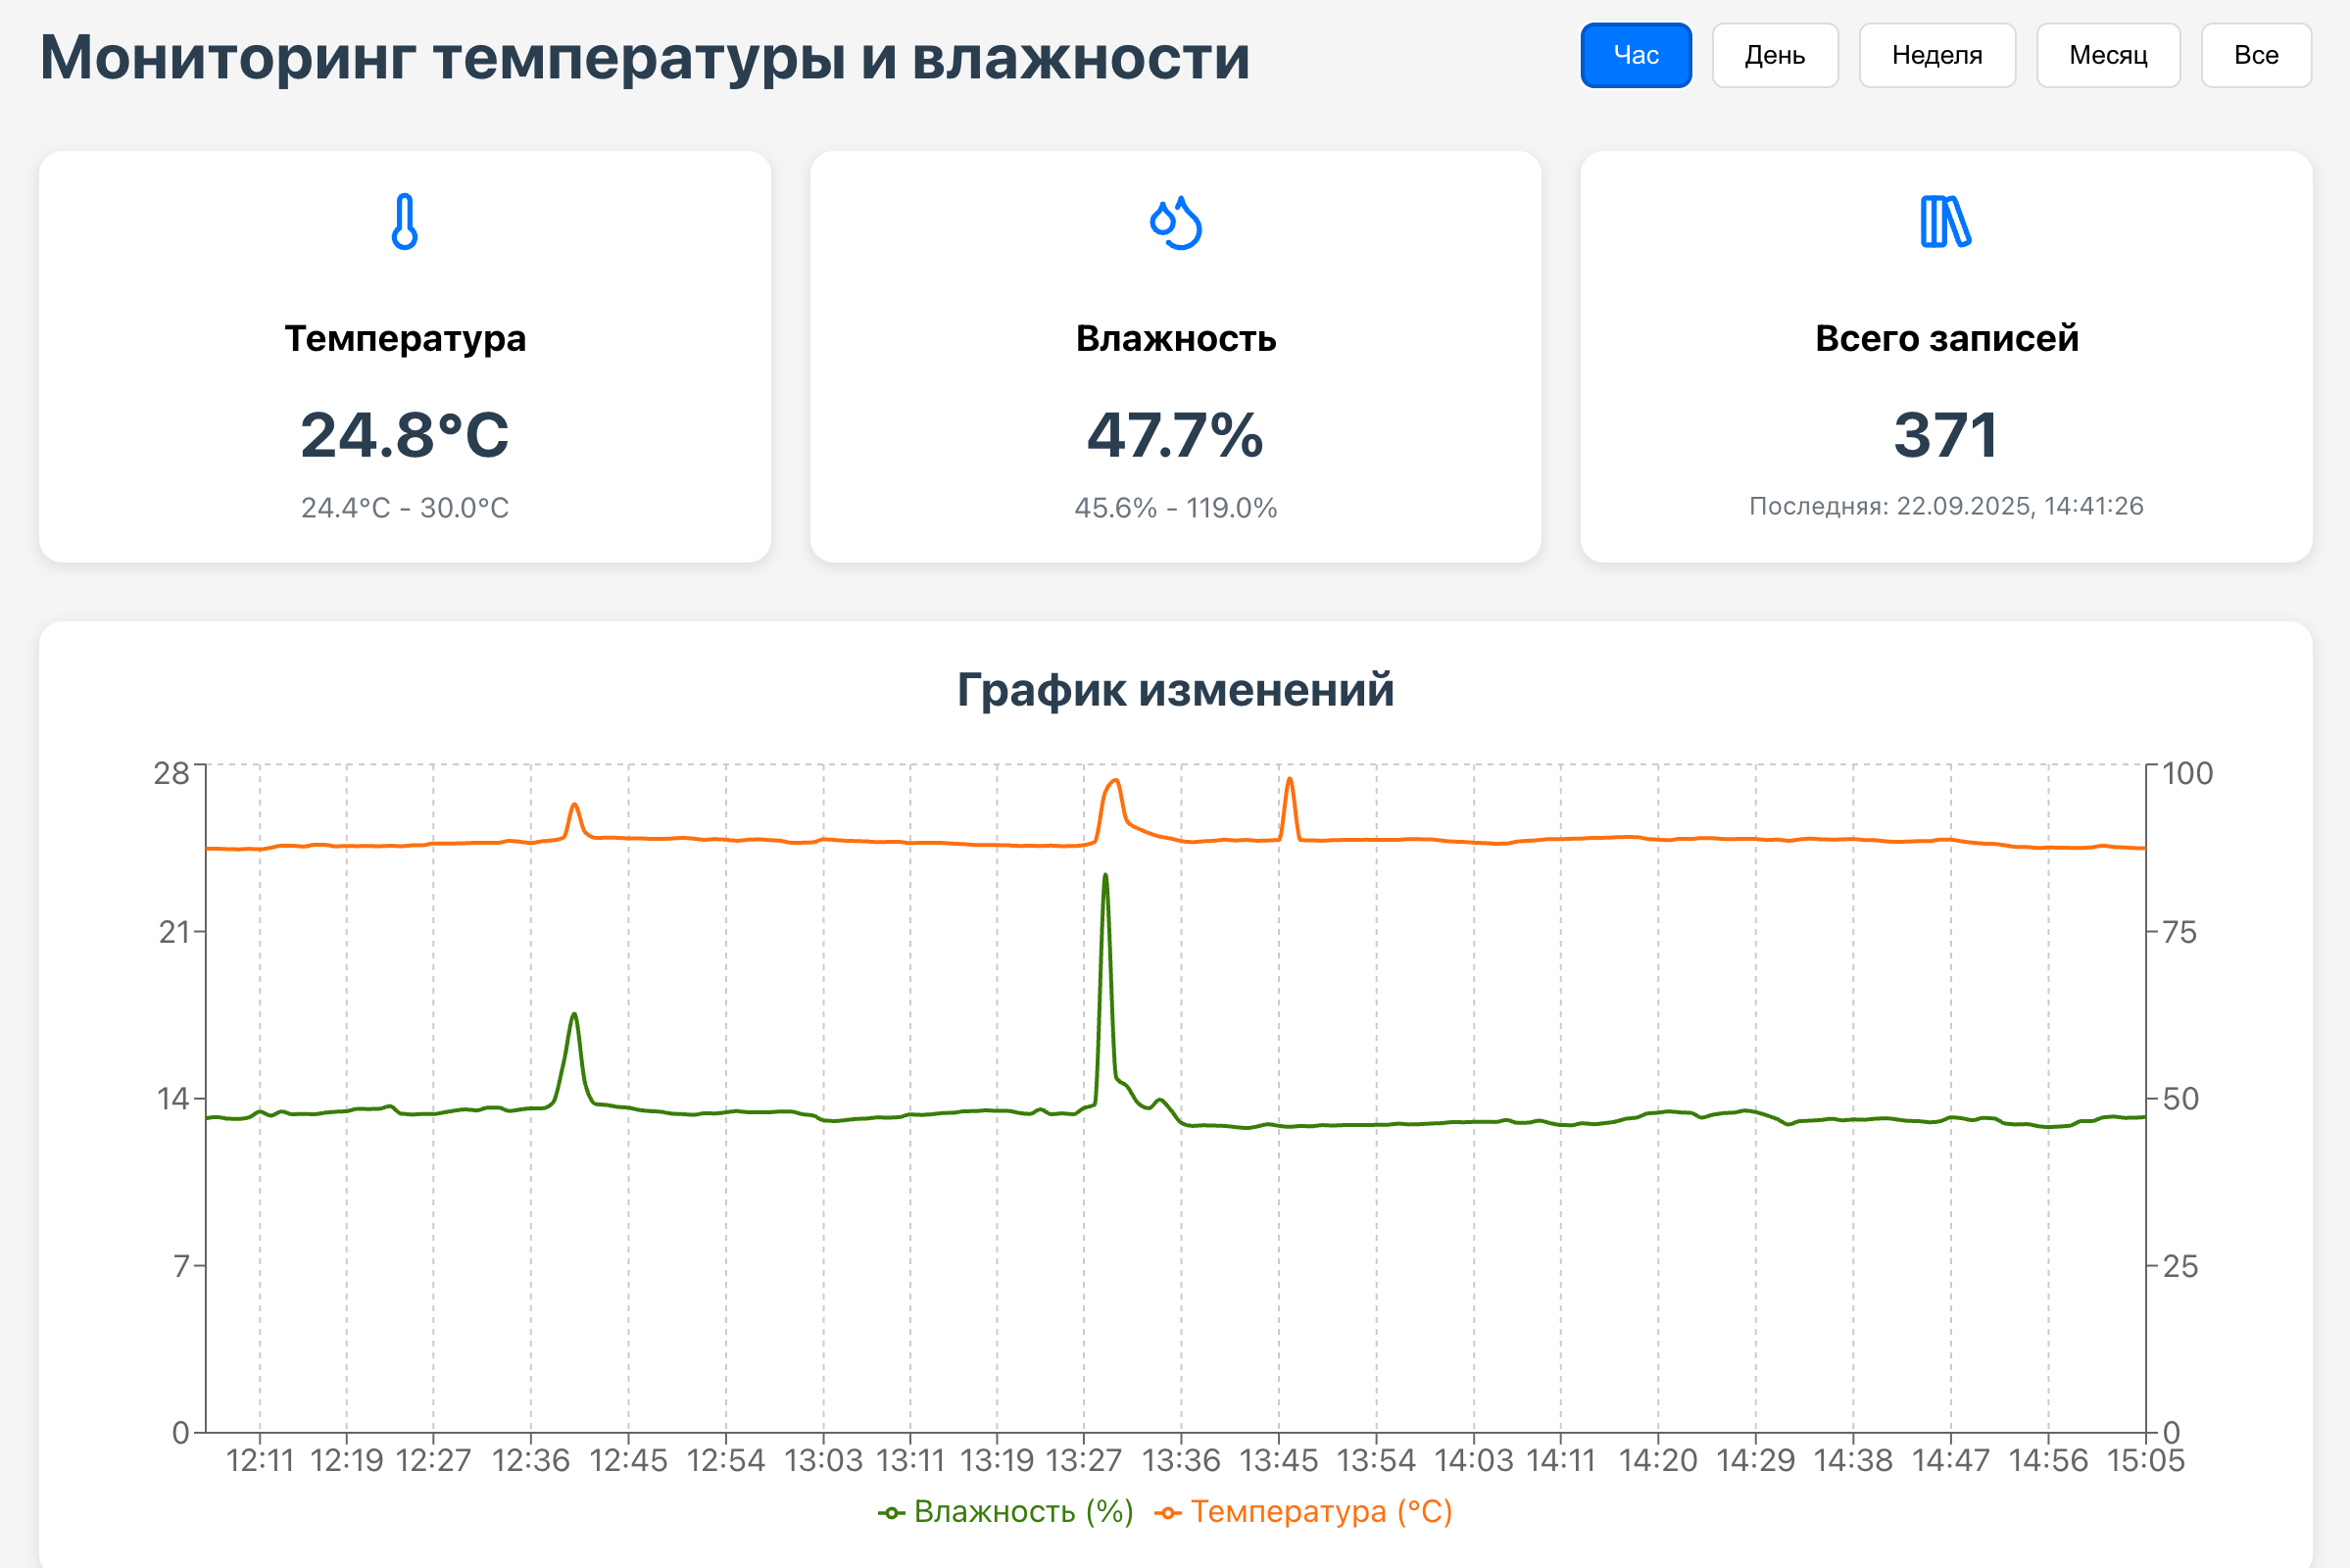 Мониторинг температуры и влажности
Час День Неделя Месяц Все
Температура
24.8°C
24.4°C - 30.0°C
Влажность
47.7%
45.6% - 119.0%
Всего записей
371
Последняя: 22.09.2025, 14:41:26
График изменений
28
21
14
7
0
100
75
50
25
0
12:11 12:19 12:27 12:36 12:45 12:54 13:03 13:11 13:19 13:27 13:36 13:45 13:54 14:03 14:11 14:20 14:29 14:38 14:47 14:56 15:05
Влажность (%) Температура (°C)